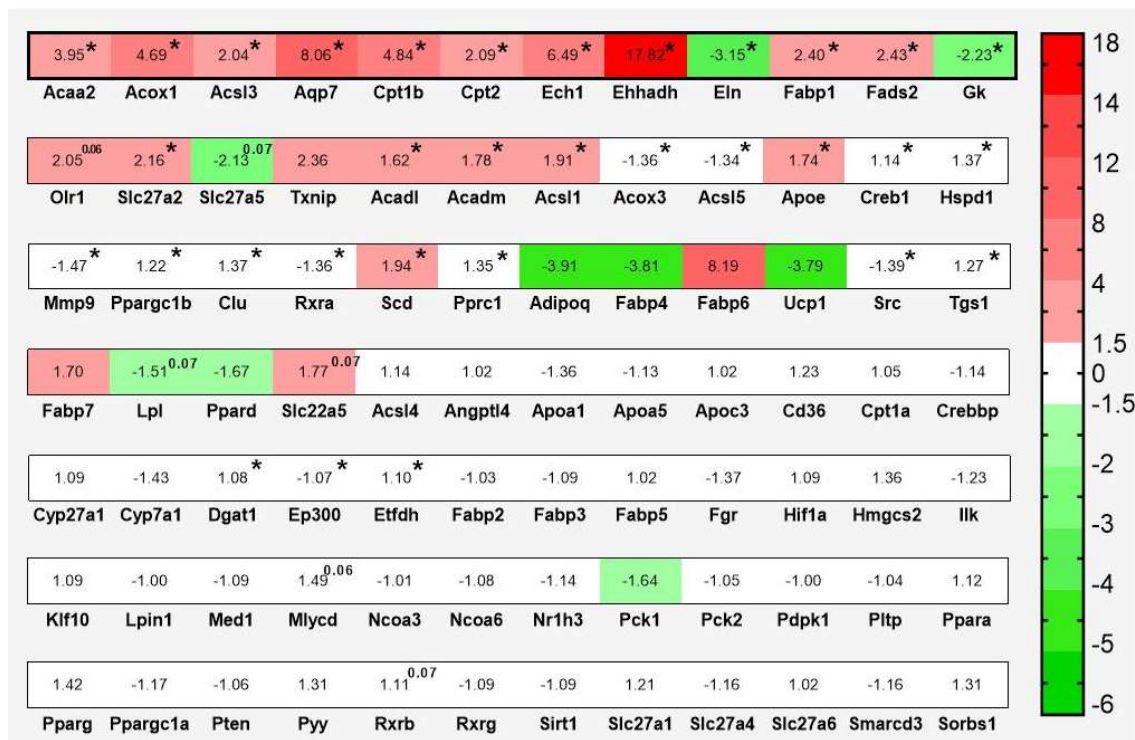 3.95* 4.69* 2.04* 8.06* 4.84* 2.09* 6.49* 17.82* -3.15* 2.40* 2.43* -2.23*
Acaa2 Acox1 Acsl3 Aqp7 Cpt1b Cpt2 Ech1 Ehhadh Eln Fabp1 Fads2 Gk
2.05 0.06 2.16* -2.13 0.07 2.36 1.62* 1.78* 1.91* -1.36* -1.34* 1.74* 1.14* 1.37*
Olr1 Slc27a2 Slc27a5 Txnip Acadl Acadm Acsl1 Acox3 Acsl5 Apoe Creb1 Hspd1
-1.47* 1.22* 1.37* -1.36* 1.94* 1.35* -3.91 -3.81 8.19 -3.79 -1.39* 1.27*
Mmp9 Ppargc1b Clu Rxra Scd Pprc1 Adipoq Fabp4 Fabp6 Ucp1 Src Tgs1
1.70 -1.51 0.07 -1.67 1.77 0.07 1.14 1.02 -1.36 -1.13 1.02 1.23 1.05 -1.14
Fabp7 Lpl Ppard Slc22a5 Acsl4 Angptl4 Apoa1 Apoa5 Apoc3 Cd36 Cpt1a Crebbp
1.09 -1.43 1.08* -1.07* 1.10* -1.03 -1.09 1.02 -1.37 1.09 1.36 -1.23
Cyp27a1 Cyp7a1 Dgat1 Ep300 Etfdh Fabp2 Fabp3 Fabp5 Fgr Hif1a Hmgcs2 Ilk
1.09 -1.00 -1.09 1.49 0.06 -1.01 -1.08 -1.14 -1.64 -1.05 -1.00 -1.04 1.12
Klf10 Lpin1 Med1 Mlycd Ncoa3 Ncoa6 Nr1h3 Pck1 Pck2 Pdpk1 Pltp Ppara
1.42 -1.17 -1.06 1.31 1.11 0.07 -1.09 -1.09 1.21 -1.16 1.02 -1.16 1.31
Pparg Ppargc1a Pten Pyy Rxrb Rxrg Sirt1 Slc27a1 Slc27a4 Slc27a6 Smarcd3 Sorbs1
18
14
12
8
4
1.5
0
-1.5
-2
-3
-4
-5
-6